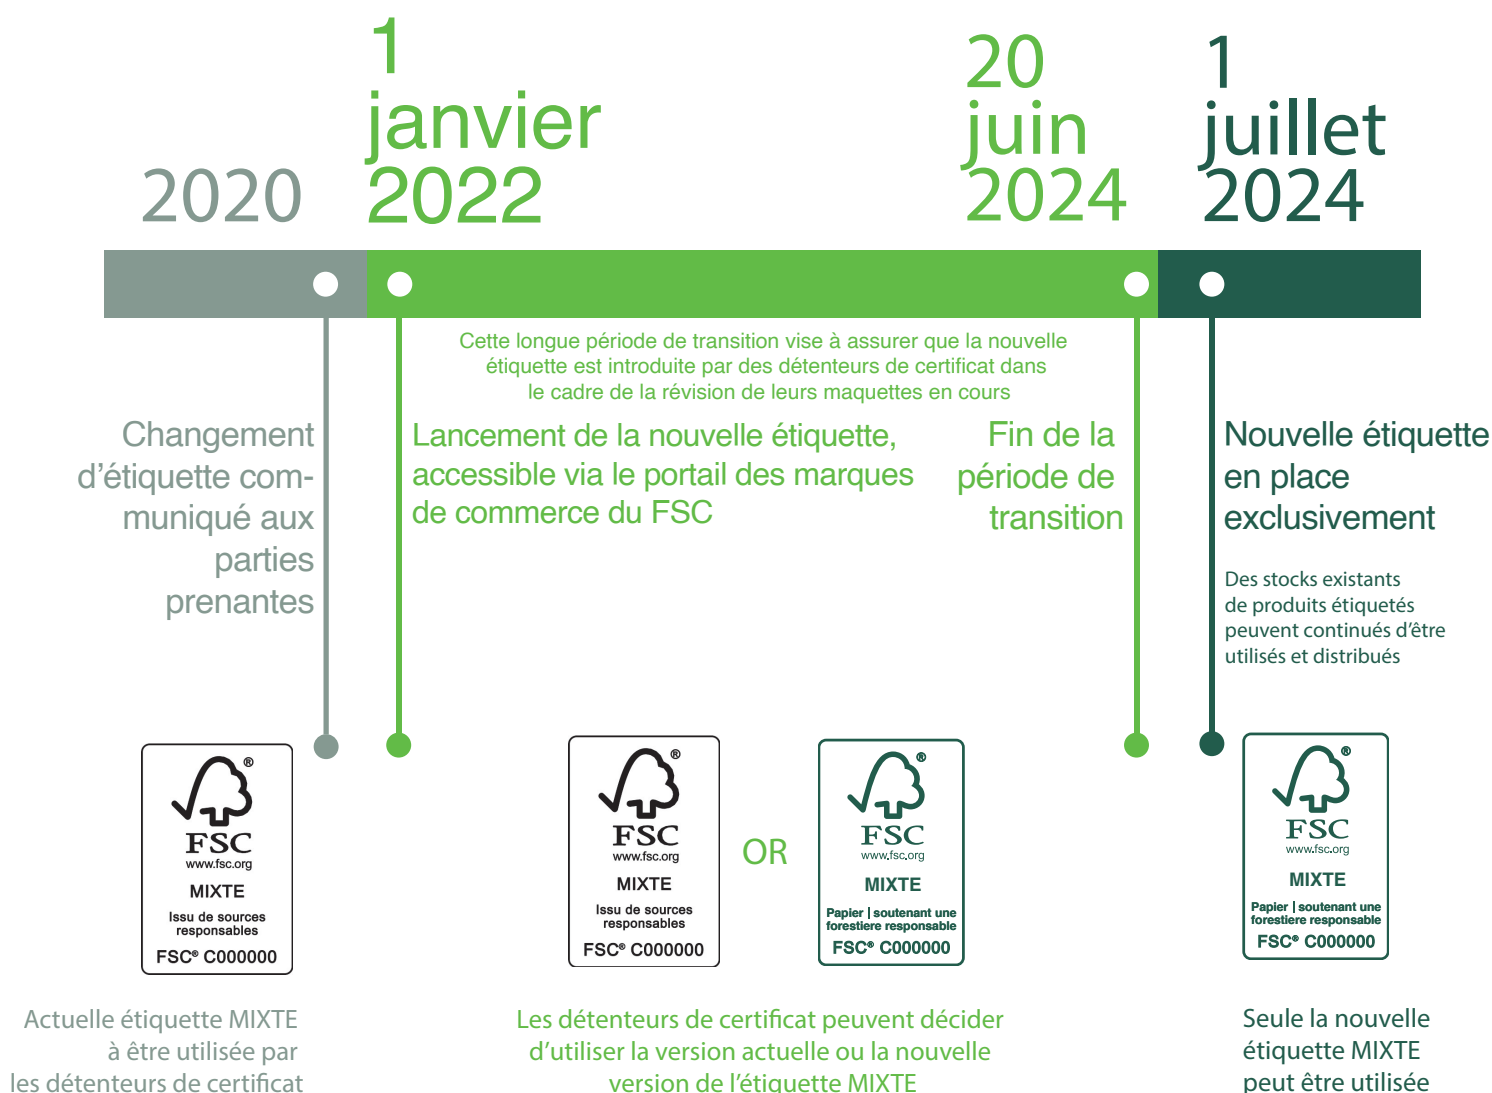 2020
1
janvier
2022
20
juin
2024
1
juillet
2024
Cette longue période de transition vise à assurer que la nouvelle
étiquette est introduite par des détenteurs de certificat dans
le cadre de la révision de leurs maquettes en cours
Changement
d’étiquette com-
muniqué aux
parties
prenantes
Lancement de la nouvelle étiquette,
accessible via le portail des marques
de commerce du FSC
Fin de la
période de
transition
Nouvelle étiquette
en place
exclusivement
Des stocks existants
de produits étiquetés
peuvent continués d’être
utilisés et distribués
®
FSC
www.fsc.org
MIXTE
Issu de sources
responsables
FSC® C000000
®
FSC
www.fsc.org
MIXTE
Issu de sources
responsables
FSC® C000000
OR
®
FSC
www.fsc.org
MIXTE
Papier | soutenant une
forestiere responsable
FSC® C000000
®
FSC
www.fsc.org
MIXTE
Papier | soutenant une
forestiere responsable
FSC® C000000
Actuelle étiquette MIXTE
à être utilisée par
les détenteurs de certificat
Les détenteurs de certificat peuvent décider
d’utiliser la version actuelle ou la nouvelle
version de l’étiquette MIXTE
Seule la nouvelle
étiquette MIXTE
peut être utilisée